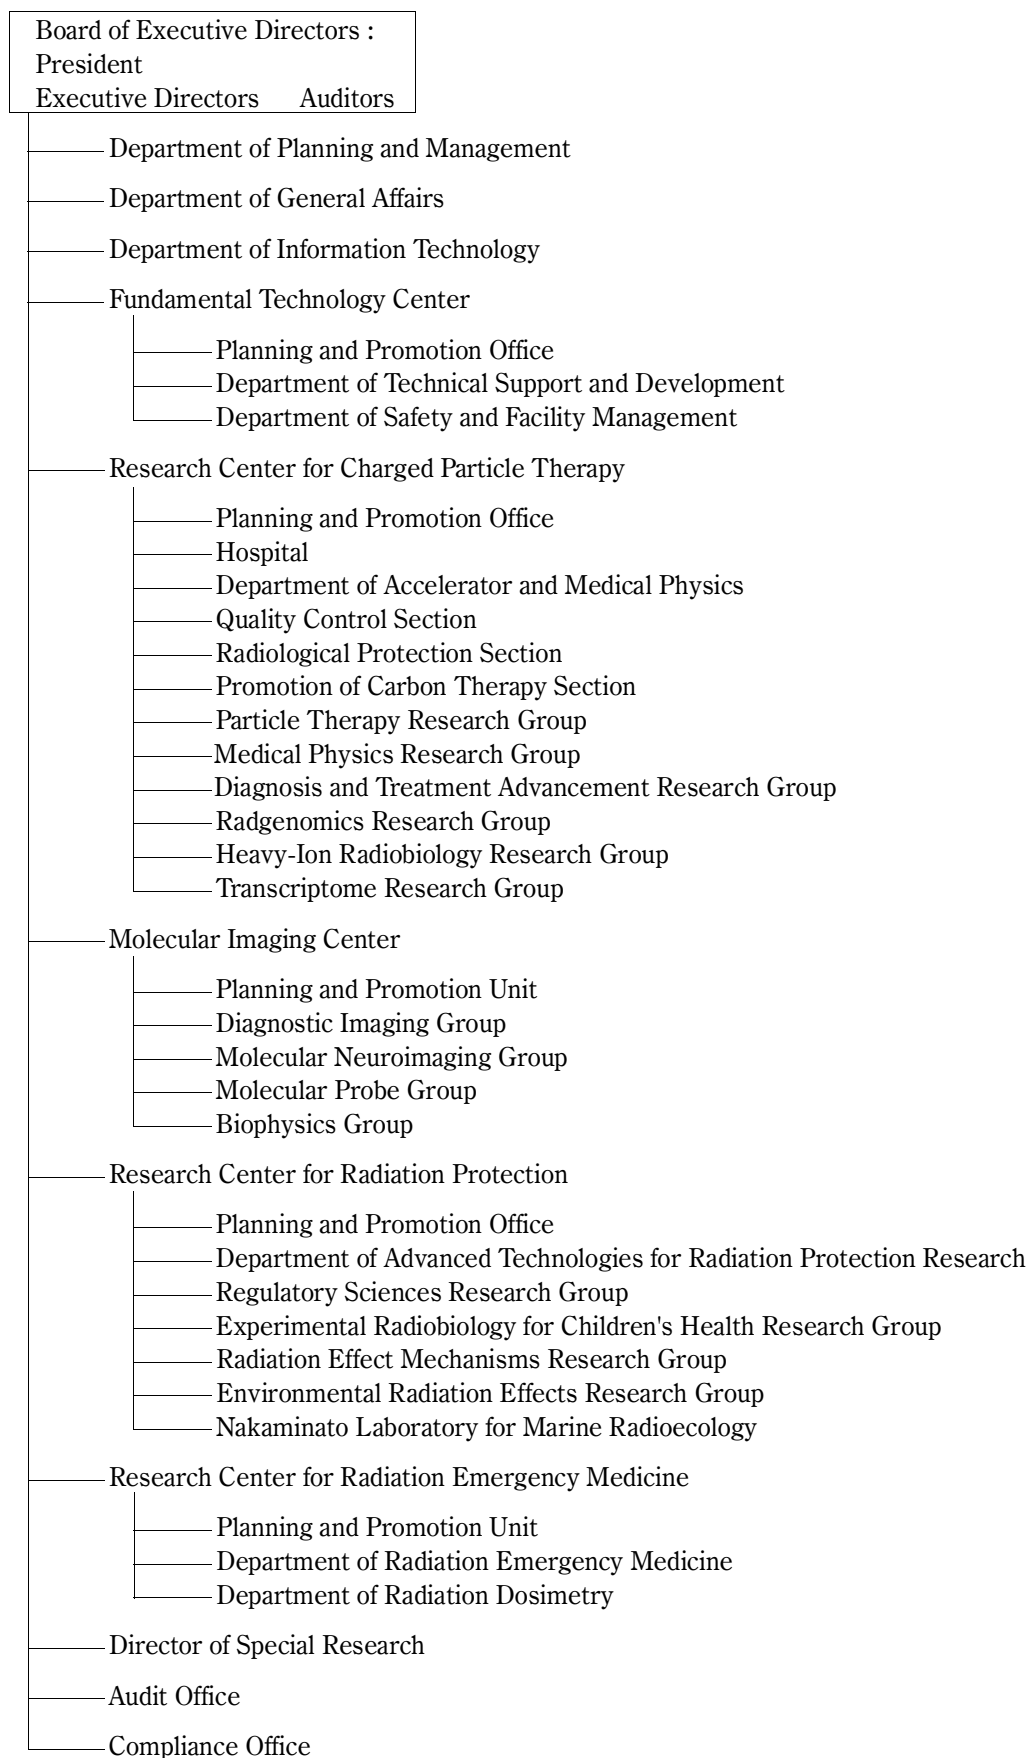 Board of Executive Directors :
President
Executive Directors Auditors
Department of Planning and Management
Department of General Affairs
Department of Information Technology
Fundamental Technology Center
Planning and Promotion Office
Department of Technical Support and Development
Department of Safety and Facility Management
Research Center for Charged Particle Therapy
Planning and Promotion Office
Hospital
Department of Accelerator and Medical Physics
Quality Control Section
Radiological Protection Section
Promotion of Carbon Therapy Section
Particle Therapy Research Group
Medical Physics Research Group
Diagnosis and Treatment Advancement Research Group
Radgenomics Research Group
Heavy-Ion Radiobiology Research Group
Transcriptome Research Group
Molecular Imaging Center
Planning and Promotion Unit
Diagnostic Imaging Group
Molecular Neuroimaging Group
Molecular Probe Group
Biophysics Group
Research Center for Radiation Protection
Planning and Promotion Office
Department of Advanced Technologies for Radiation Protection Research
Regulatory Sciences Research Group
Experimental Radiobiology for Children's Health Research Group
Radiation Effect Mechanisms Research Group
Environmental Radiation Effects Research Group
Nakaminato Laboratory for Marine Radioecology
Research Center for Radiation Emergency Medicine
Planning and Promotion Unit
Department of Radiation Emergency Medicine
Department of Radiation Dosimetry
Director of Special Research
Audit Office
Compliance Office